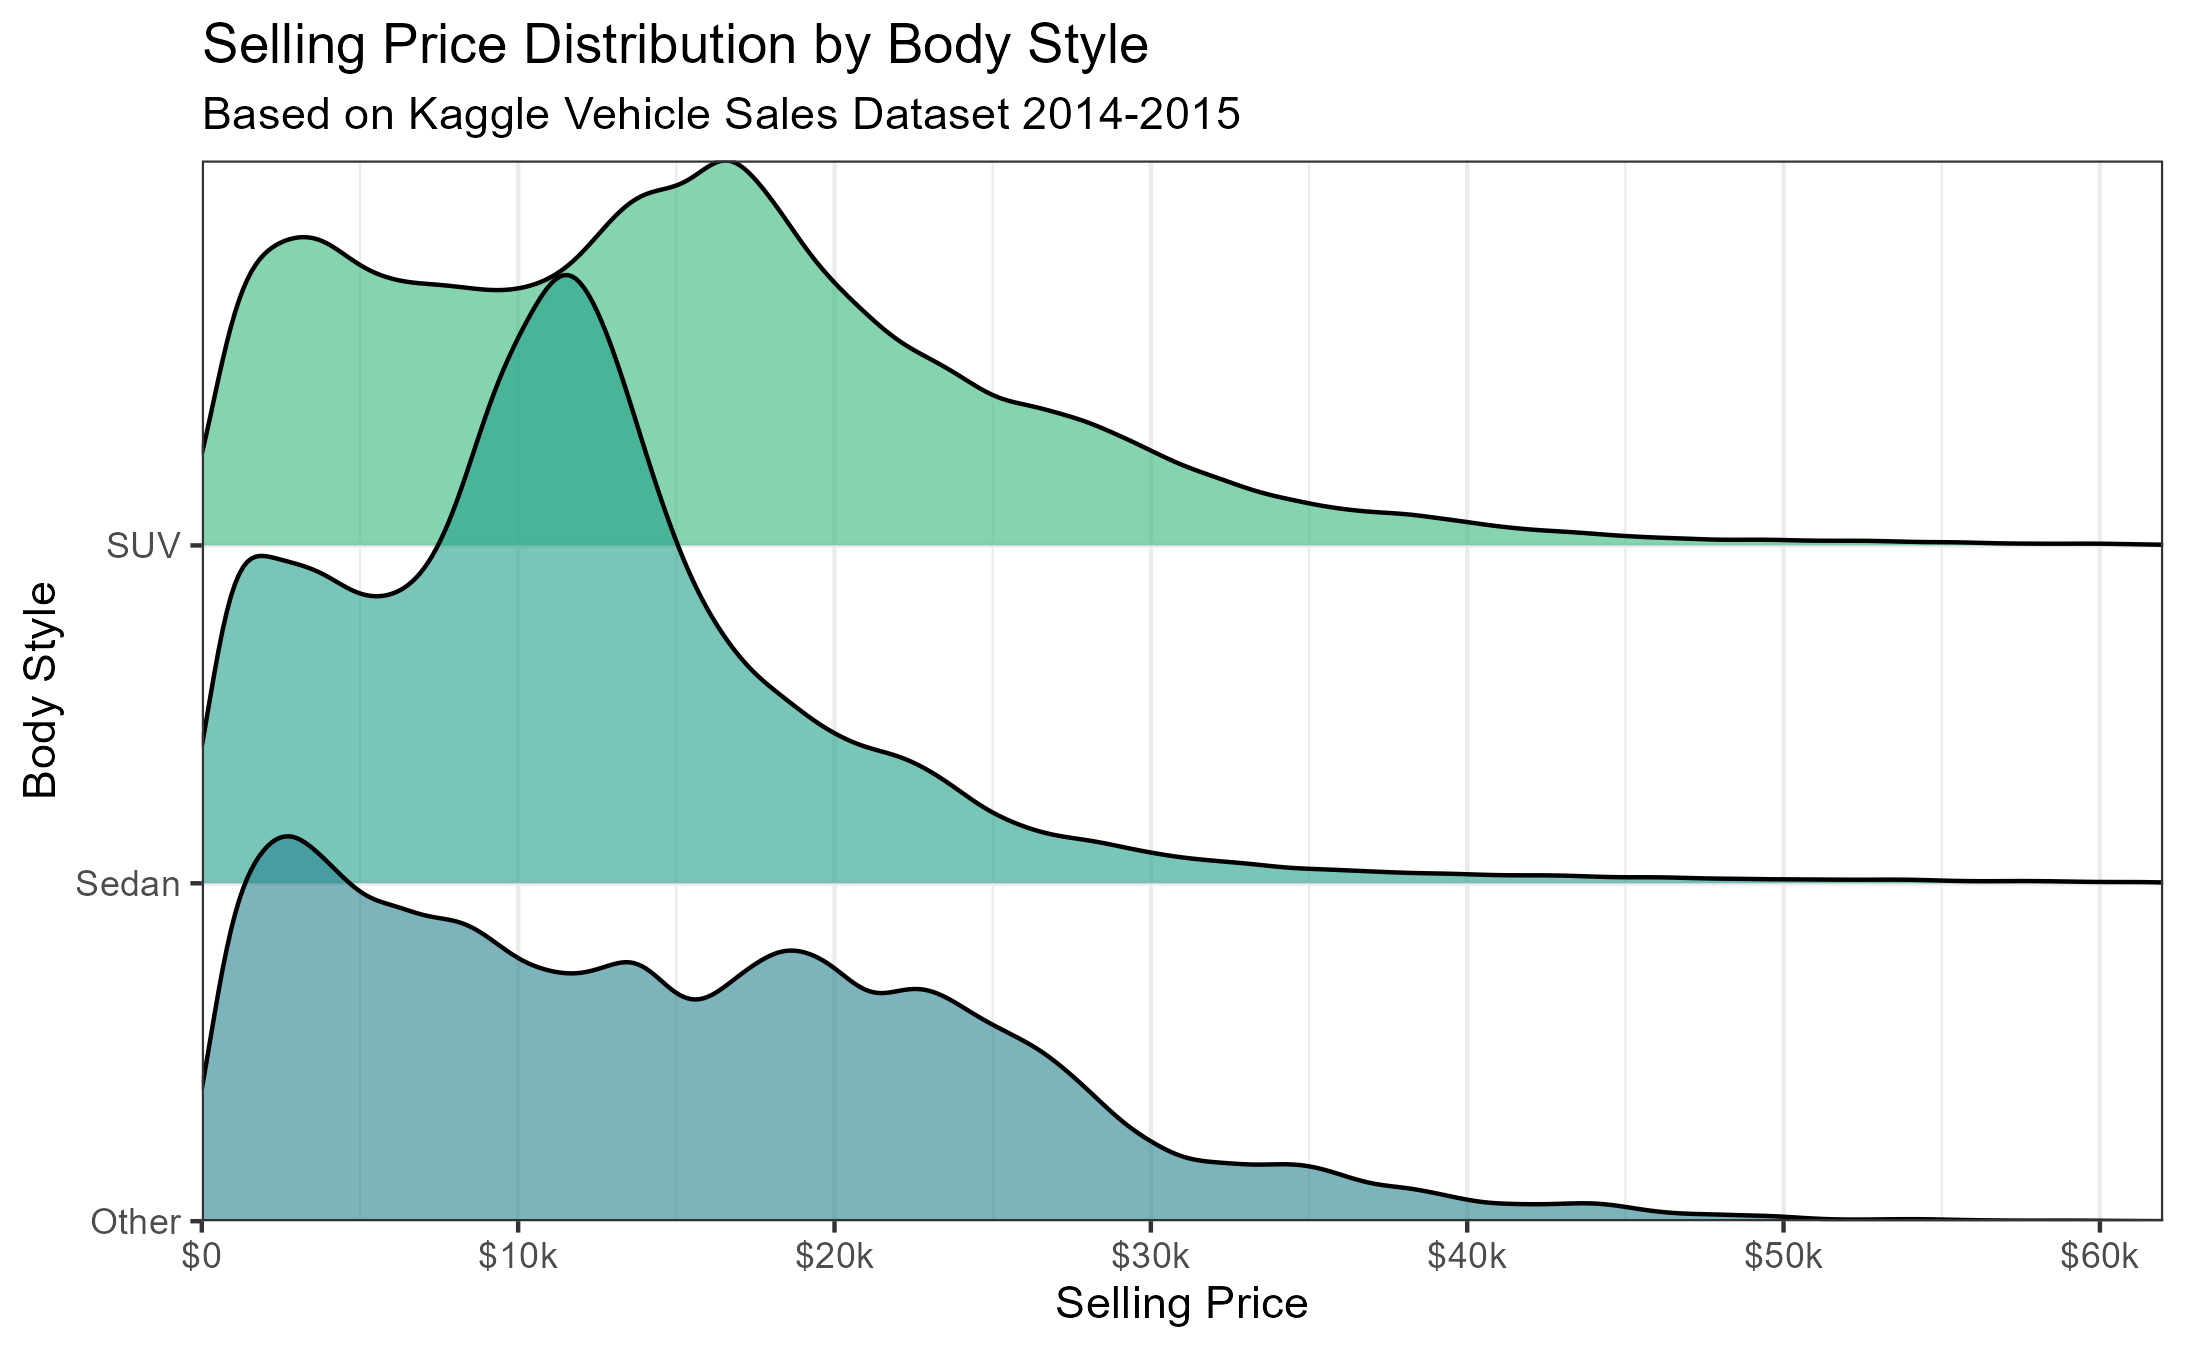 Selling Price Distribution by Body Style
Based on Kaggle Vehicle Sales Dataset 2014-2015
Body Style
SUV
Sedan
Other
$0 $10k $20k $30k $40k $50k $60k
Selling Price